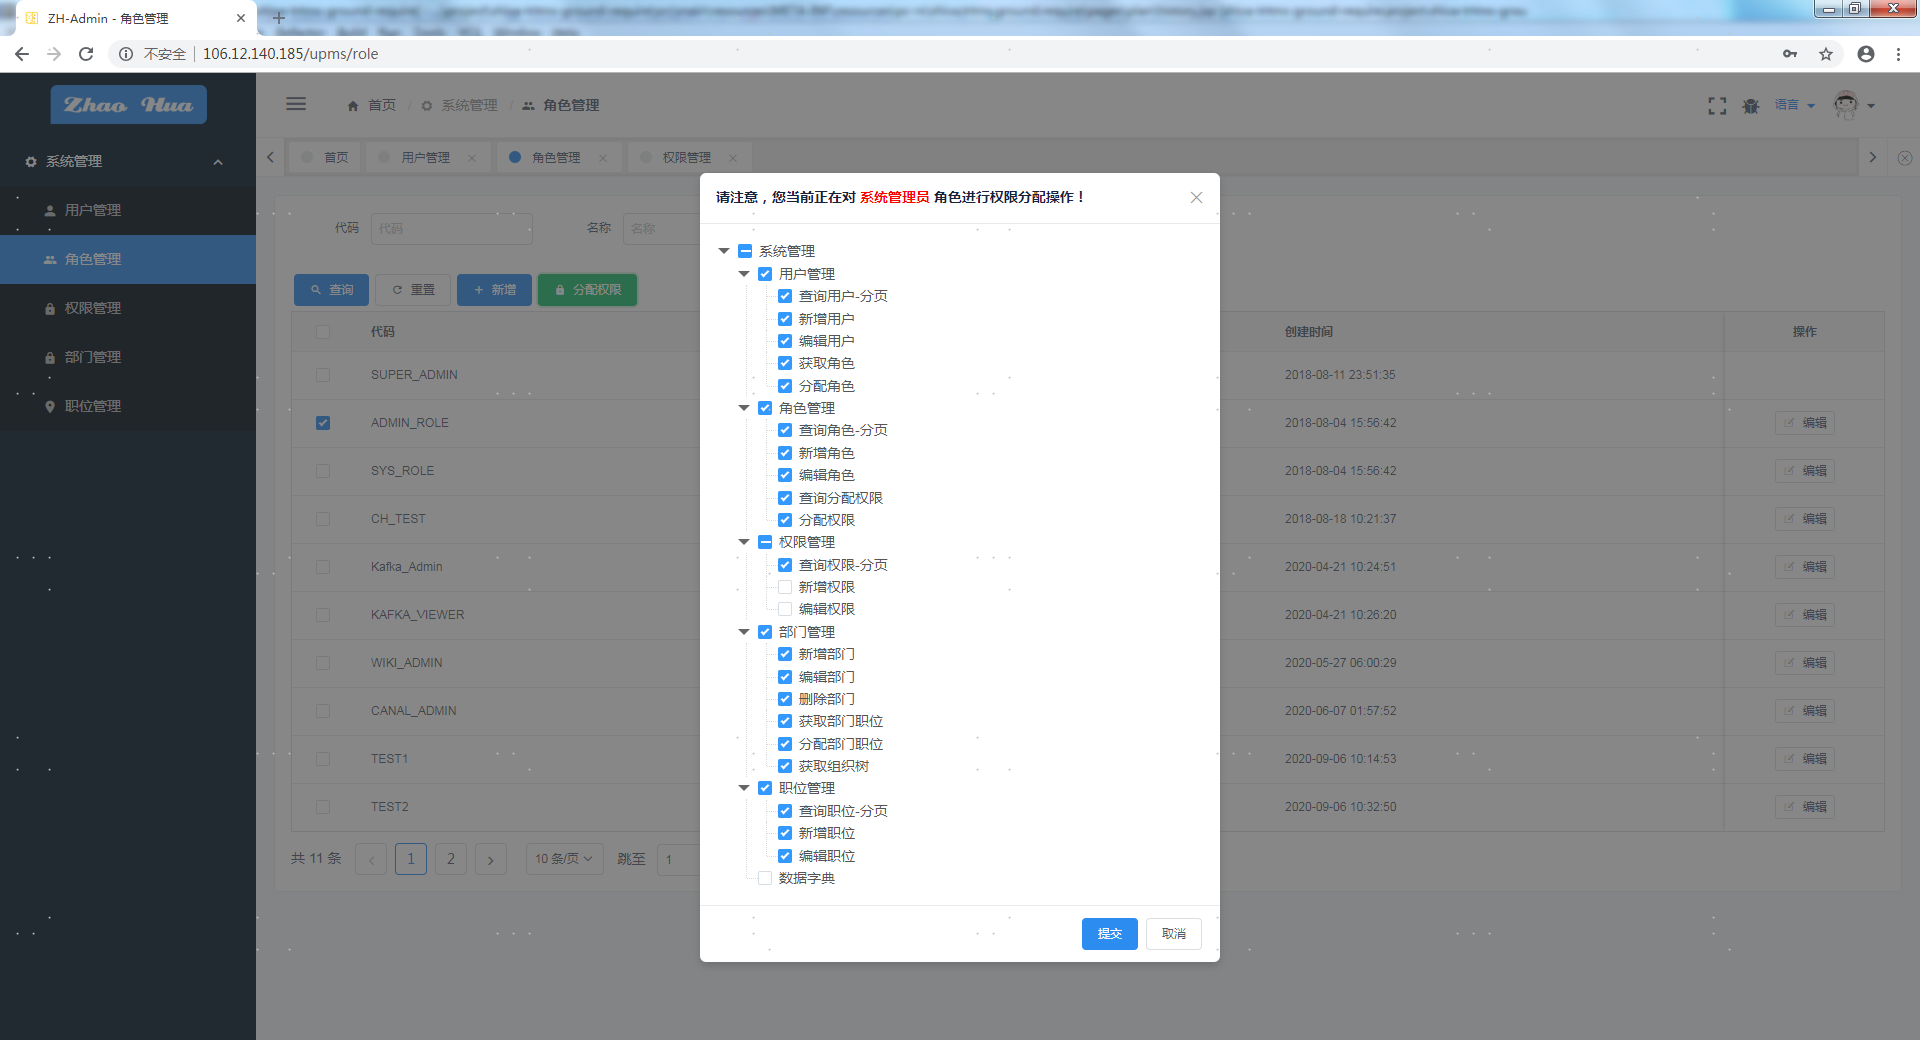 ZH-Admin - 角色管理
不安全 106.12.140.185/upms/role
Zhao Hua
首页 / 系统管理 / 角色管理
语言
系统管理
用户管理
角色管理
权限管理
部门管理
职位管理
首页 用户管理 角色管理 权限管理
代码 代码 名称 名称
查询 重置 新增 分配权限
代码 创建时间 操作
SUPER_ADMIN 2018-08-11 23:51:35
ADMIN_ROLE 2018-08-04 15:56:42 编辑
SYS_ROLE 2018-08-04 15:56:42 编辑
CH_TEST 2018-08-18 10:21:37 编辑
Kafka_Admin 2020-04-21 10:24:51 编辑
KAFKA_VIEWER 2020-04-21 10:26:20 编辑
WIKI_ADMIN 2020-05-27 06:00:29 编辑
CANAL_ADMIN 2020-06-07 01:57:52 编辑
TEST1 2020-09-06 10:14:53 编辑
TEST2 2020-09-06 10:32:50 编辑
共 11 条 1 2 10 条/页 跳至 1
请注意，您当前正在对 系统管理员 角色进行权限分配操作！
系统管理
用户管理
查询用户-分页
新增用户
编辑用户
获取角色
分配角色
角色管理
查询角色-分页
新增角色
编辑角色
查询分配权限
分配权限
权限管理
查询权限-分页
新增权限
编辑权限
部门管理
新增部门
编辑部门
删除部门
获取部门职位
分配部门职位
获取组织树
职位管理
查询职位-分页
新增职位
编辑职位
数据字典
提交 取消